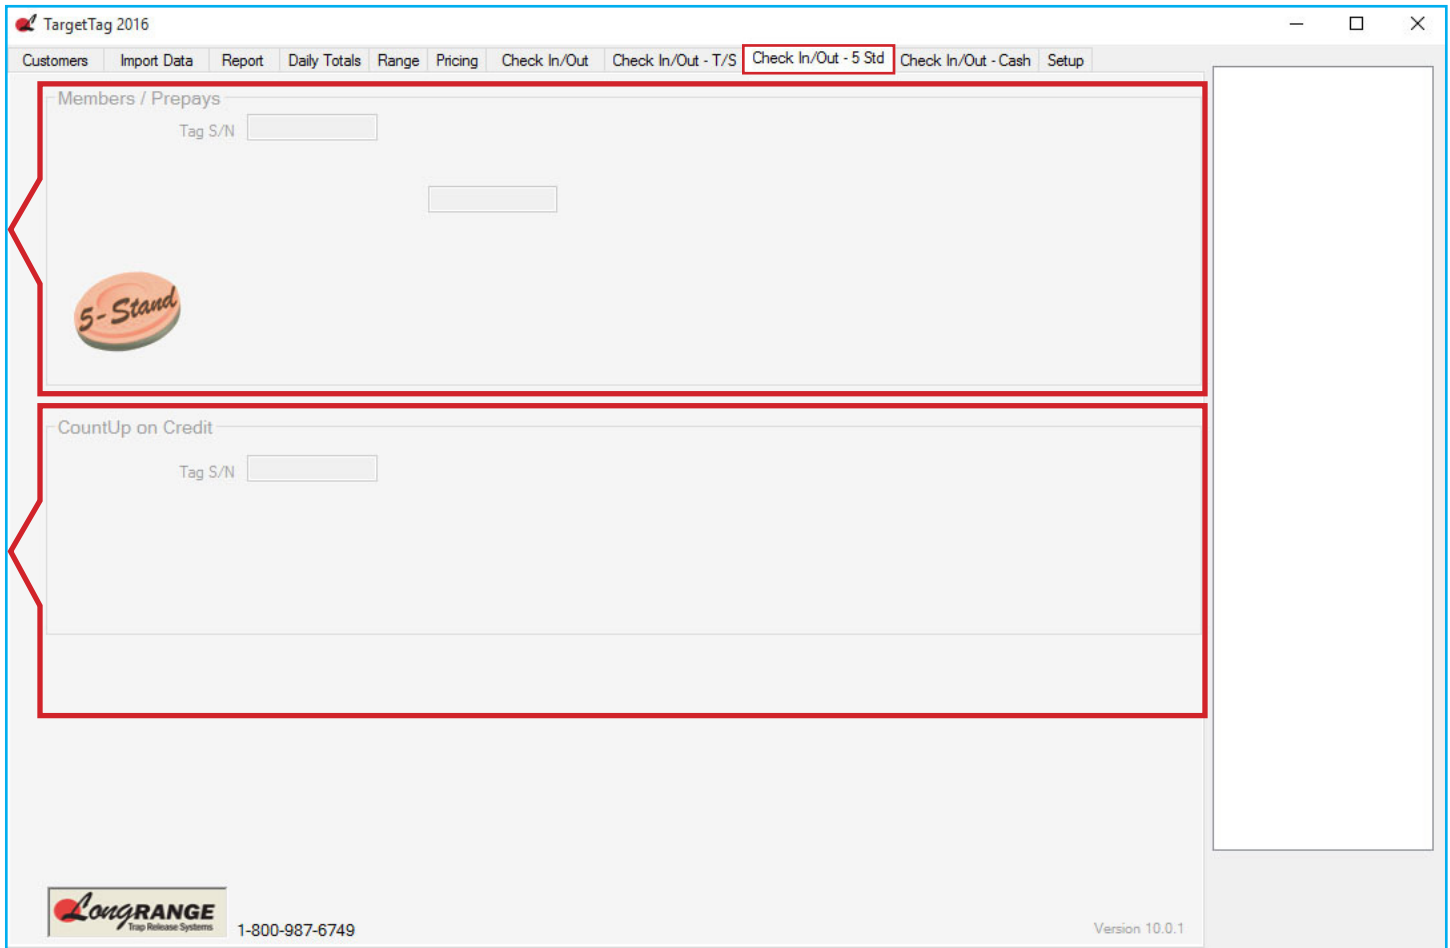 TargetTag 2016
Customers Import Data Report Daily Totals Range Pricing Check In/Out Check In/Out - T/S Check In/Out - 5 Std Check In/Out - Cash Setup
Members / Prepays
Tag S/N
5-Stand
CountUp on Credit
Tag S/N
LongRANGE
Trap Release Systems
1-800-987-6749
Version 10.0.1